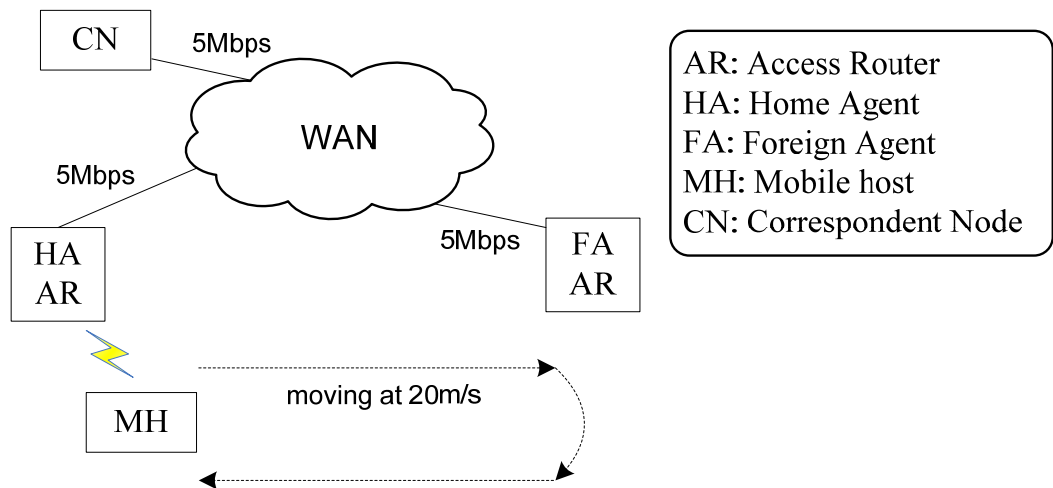 CN
5Mbps
WAN
5Mbps
HA
AR
5Mbps
FA
AR
MH
moving at 20m/s
AR: Access Router
HA: Home Agent
FA: Foreign Agent
MH: Mobile host
CN: Correspondent Node